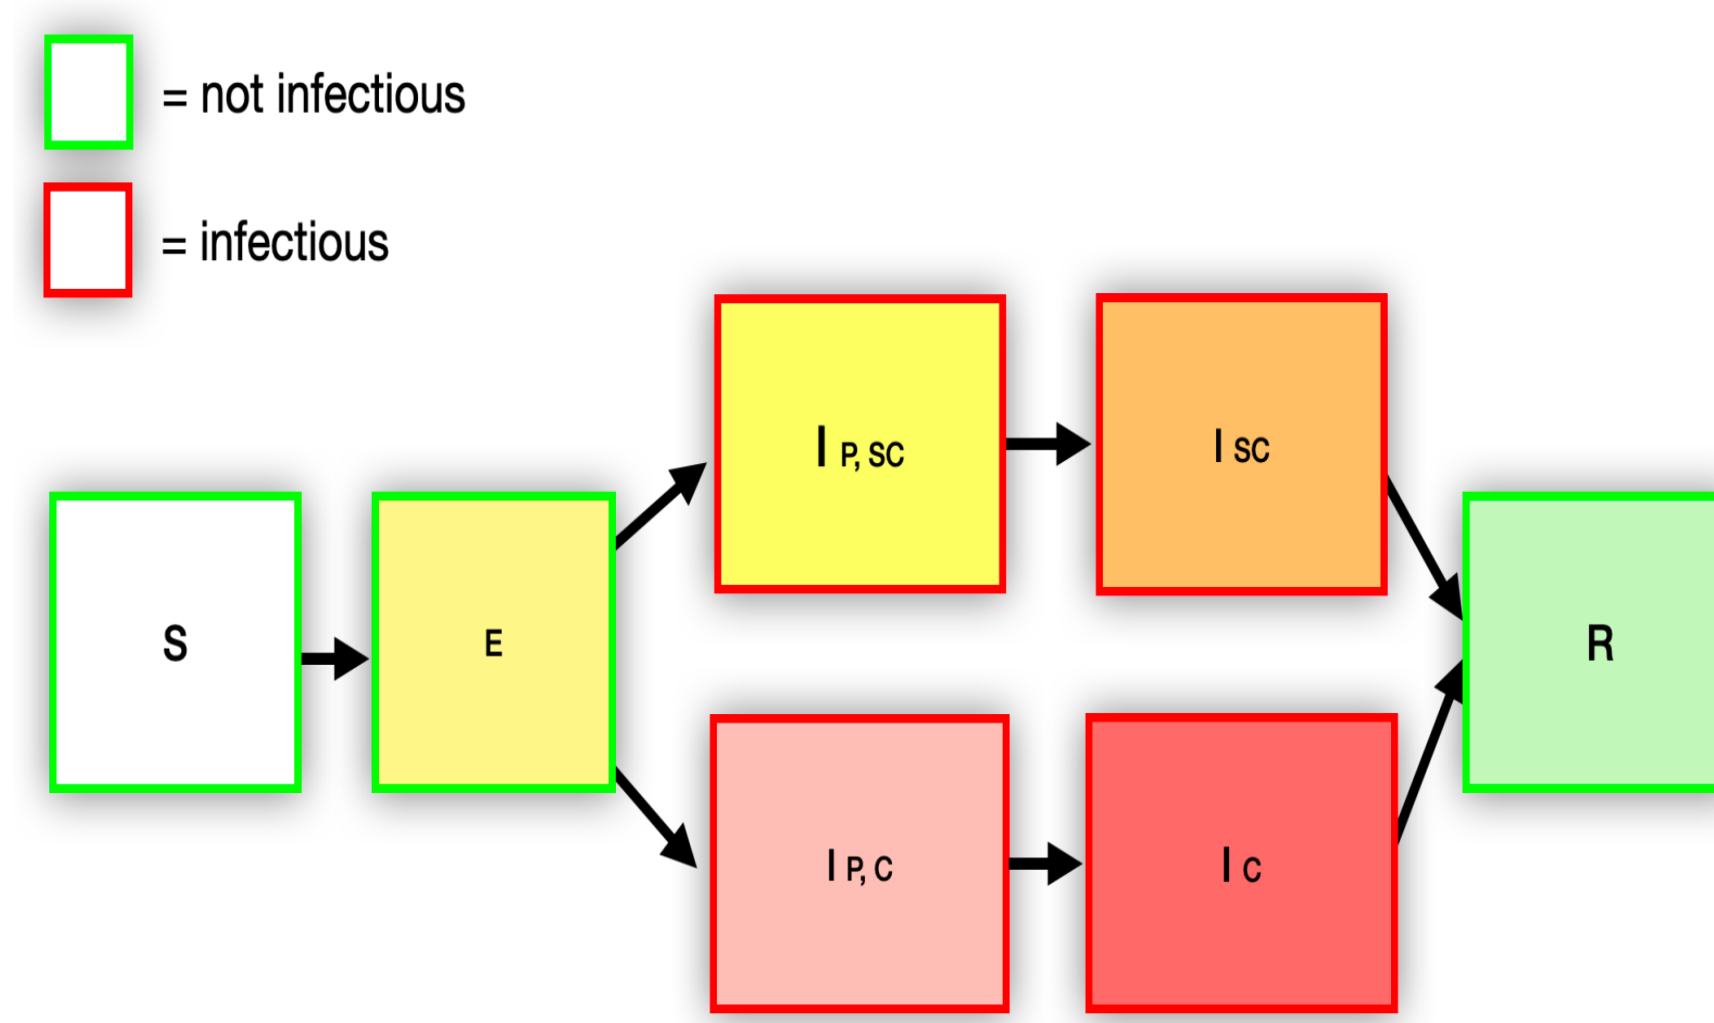 = not infectious
= infectious
I P, SC
I SC
S
E
R
I P, C
I C